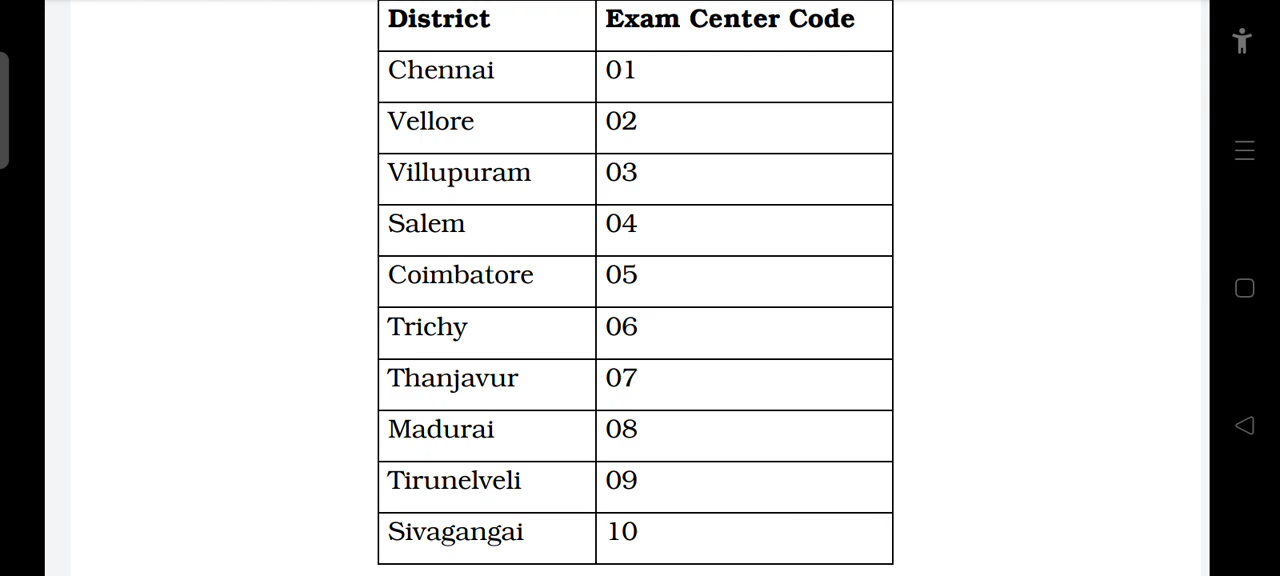 District Exam Center Code
Chennai 01
Vellore 02
Villupuram 03
Salem 04
Coimbatore 05
Trichy 06
Thanjavur 07
Madurai 08
Tirunelveli 09
Sivagangai 10